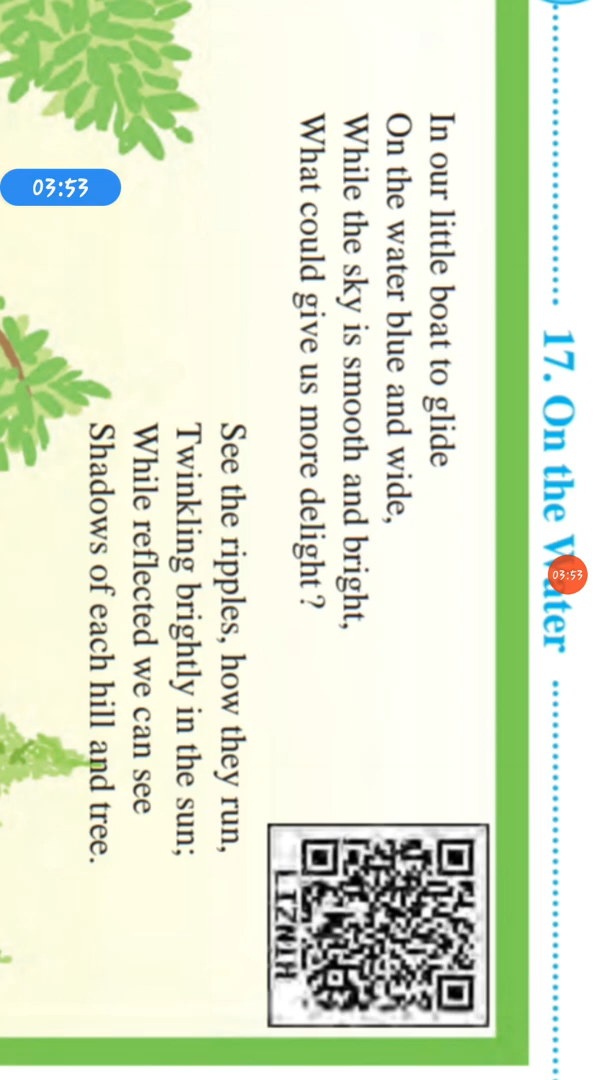 17. On the Water
In our little boat to glide
On the water blue and wide,
While the sky is smooth and bright,
What could give us more delight ?
See the ripples, how they run,
Twinkling brightly in the sun;
While reflected we can see
Shadows of each hill and tree.
L1ZN1H
03:53
03:53